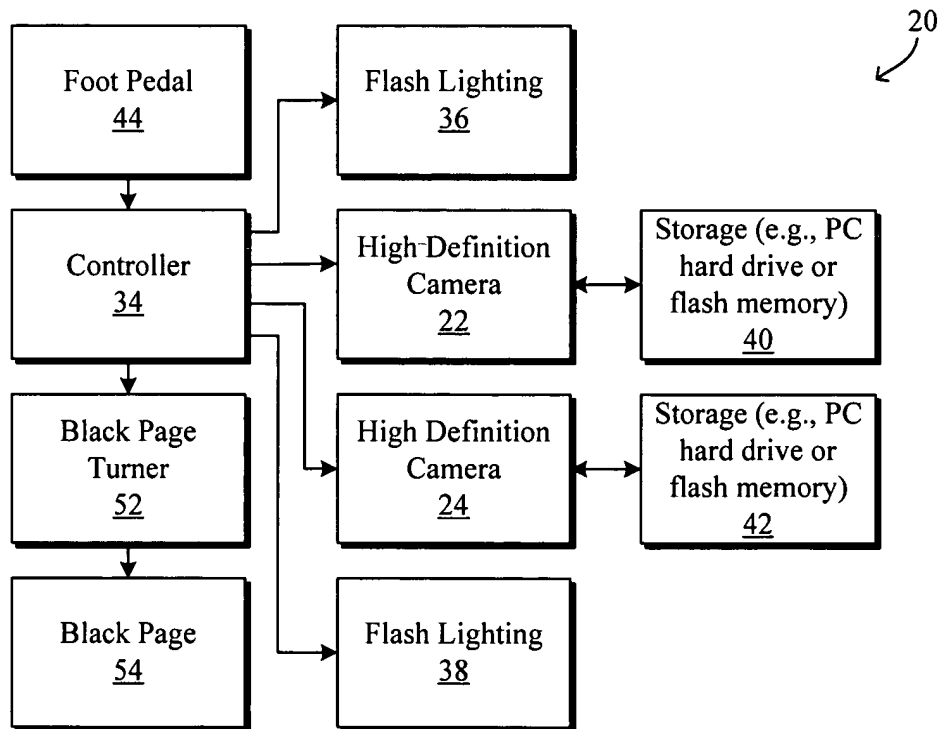 20
Foot Pedal
44
Flash Lighting
36
Controller
34
High Definition
Camera
22
Storage (e.g., PC
hard drive or
flash memory)
40
Black Page
Turner
52
High Definition
Camera
24
Storage (e.g., PC
hard drive or
flash memory)
42
Black Page
54
Flash Lighting
38